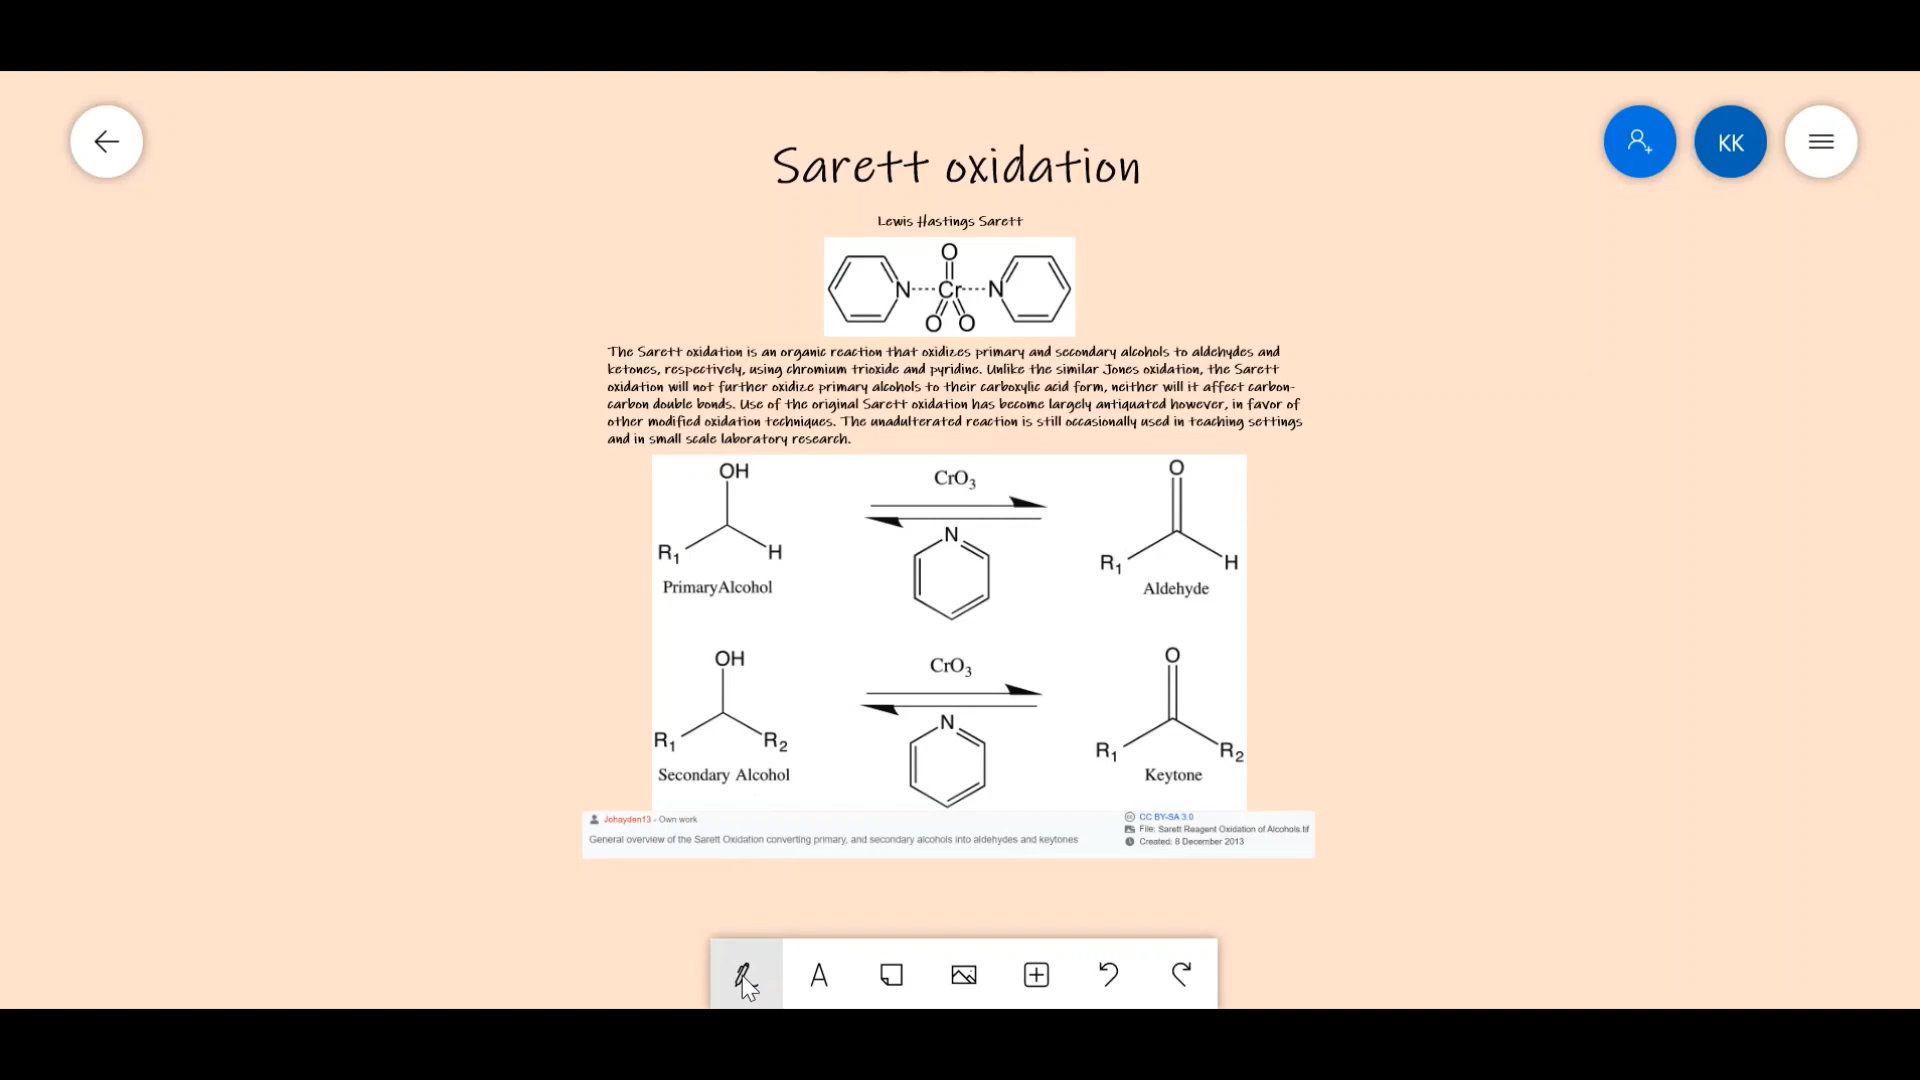 KK
Sarett oxidation
Lewis Hastings Sarett
O
N Cr N
O O
The Sarett oxidation is an organic reaction that oxidizes primary and secondary alcohols to aldehydes and
ketones, respectively, using chromium trioxide and pyridine. Unlike the similar Jones oxidation, the Sarett
oxidation will not further oxidize primary alcohols to their carboxylic acid form, neither will it affect carbon-
carbon double bonds. Use of the original Sarett oxidation has become largely antiquated however, in favor of
other modified oxidation techniques. The unadulterated reaction is still occasionally used in teaching settings
and in small scale laboratory research.
OH CrO3 O
N
R1 H R1 H
PrimaryAlcohol Aldehyde
OH CrO3 O
N
R1 R2 R1 R2
Secondary Alcohol Keytone
Johayden13 - Own work
General overview of the Sarett Oxidation converting primary, and secondary alcohols into aldehydes and keytones
CC BY-SA 3.0
File: Sarett Reagent Oxidation of Alcohols.tif
Created: 8 December 2013
A